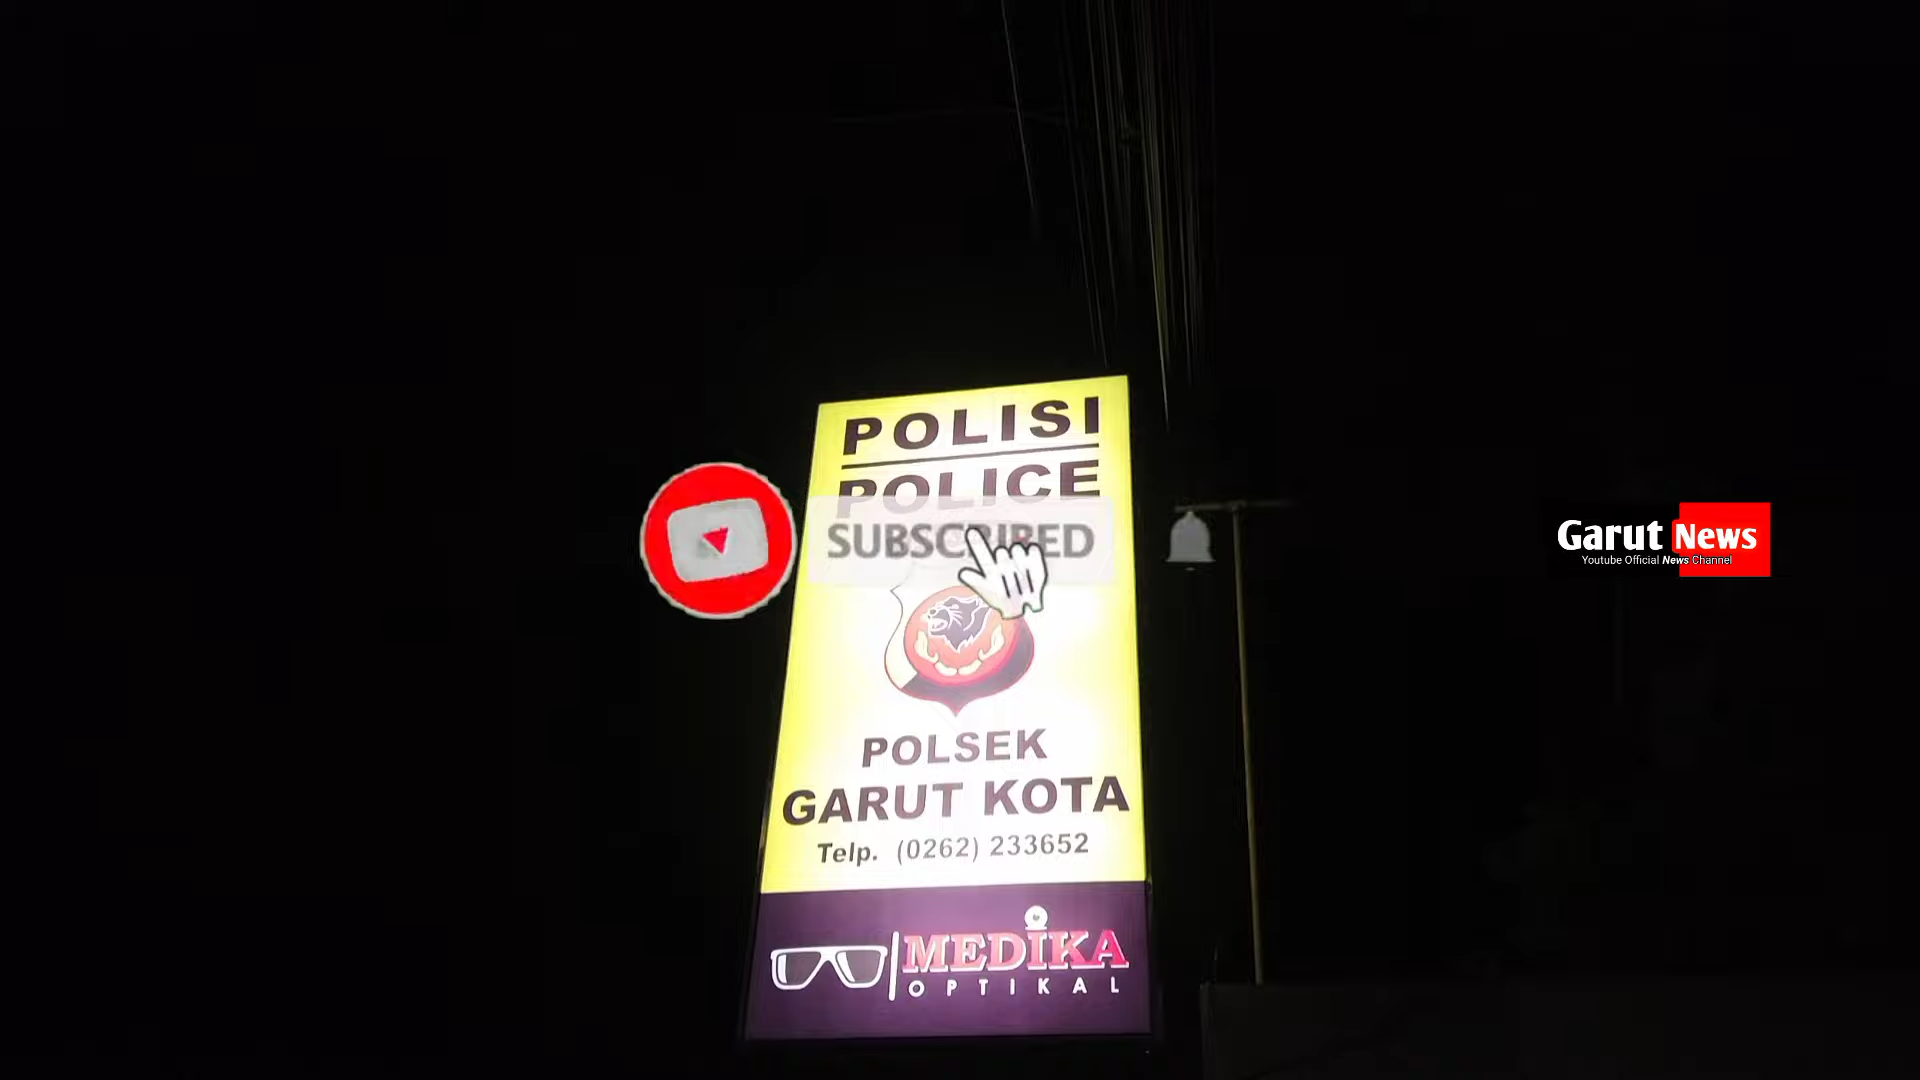 POLISI
POLICE
SUBSCRIBED
Garut News
Youtube Official News Channel
POLSEK
GARUT KOTA
Telp. (0262) 233652
MEDIKA
OPTIKAL